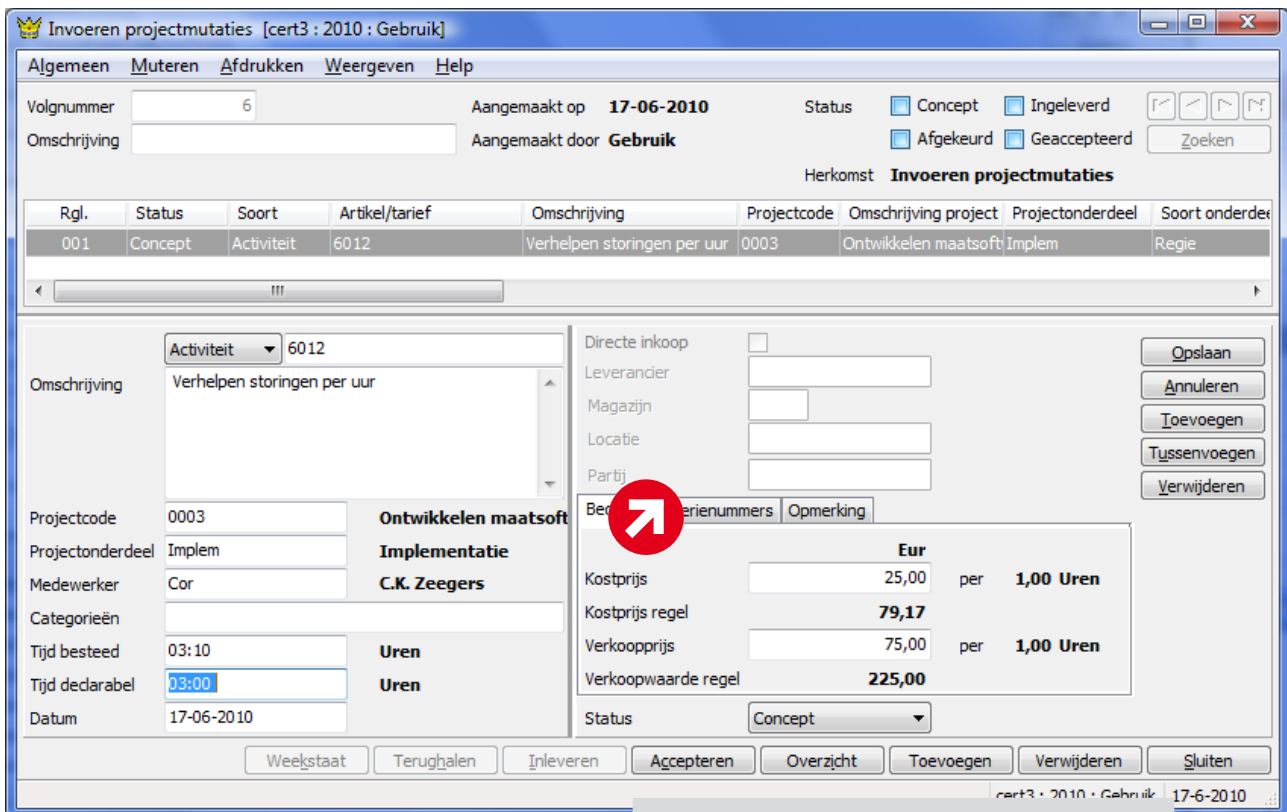 Invoeren projectmutaties [cert3 : 2010 : Gebruik]
Algemeen Muteren Afdrukken Weergeven Help
Volgnummer 6 Aangemaakt op 17-06-2010 Status Concept Ingeleverd
Omschrijving Aangemaakt door Gebruik Afgekeurd Geaccepteerd Zoeken
Herkomst Invoeren projectmutaties
Rgl. Status Soort Artikel/tarief Omschrijving Projectcode Omschrijving project Projectonderdeel Soort onderdee
001 Concept Activiteit 6012 Verhelpen storingen per uur 0003 Ontwikkelen maatsoft Implem Regie
Activiteit 6012
Omschrijving Verhelpen storingen per uur
Projectcode 0003 Ontwikkelen maatsoft
Projectonderdeel Implem Implementatie
Medewerker Cor C.K. Zeegers
Categorieën
Tijd besteed 03:10 Uren
Tijd declarabel 03:00 Uren
Datum 17-06-2010
Directe inkoop
Leverancier
Magazijn
Locatie
Partij
erienummers Opmerking
Eur
Kostprijs 25,00 per 1,00 Uren
Kostprijs regel 79,17
Verkoopprijs 75,00 per 1,00 Uren
Verkoopwaarde regel 225,00
Status Concept
Opslaan
Annuleren
Toevoegen
Tussenvoegen
Verwijderen
Weekstaat Terughalen Inleveren Accepteren Overzicht Toevoegen Verwijderen Sluiten
cert3 : 2010 : Gebruik 17-6-2010